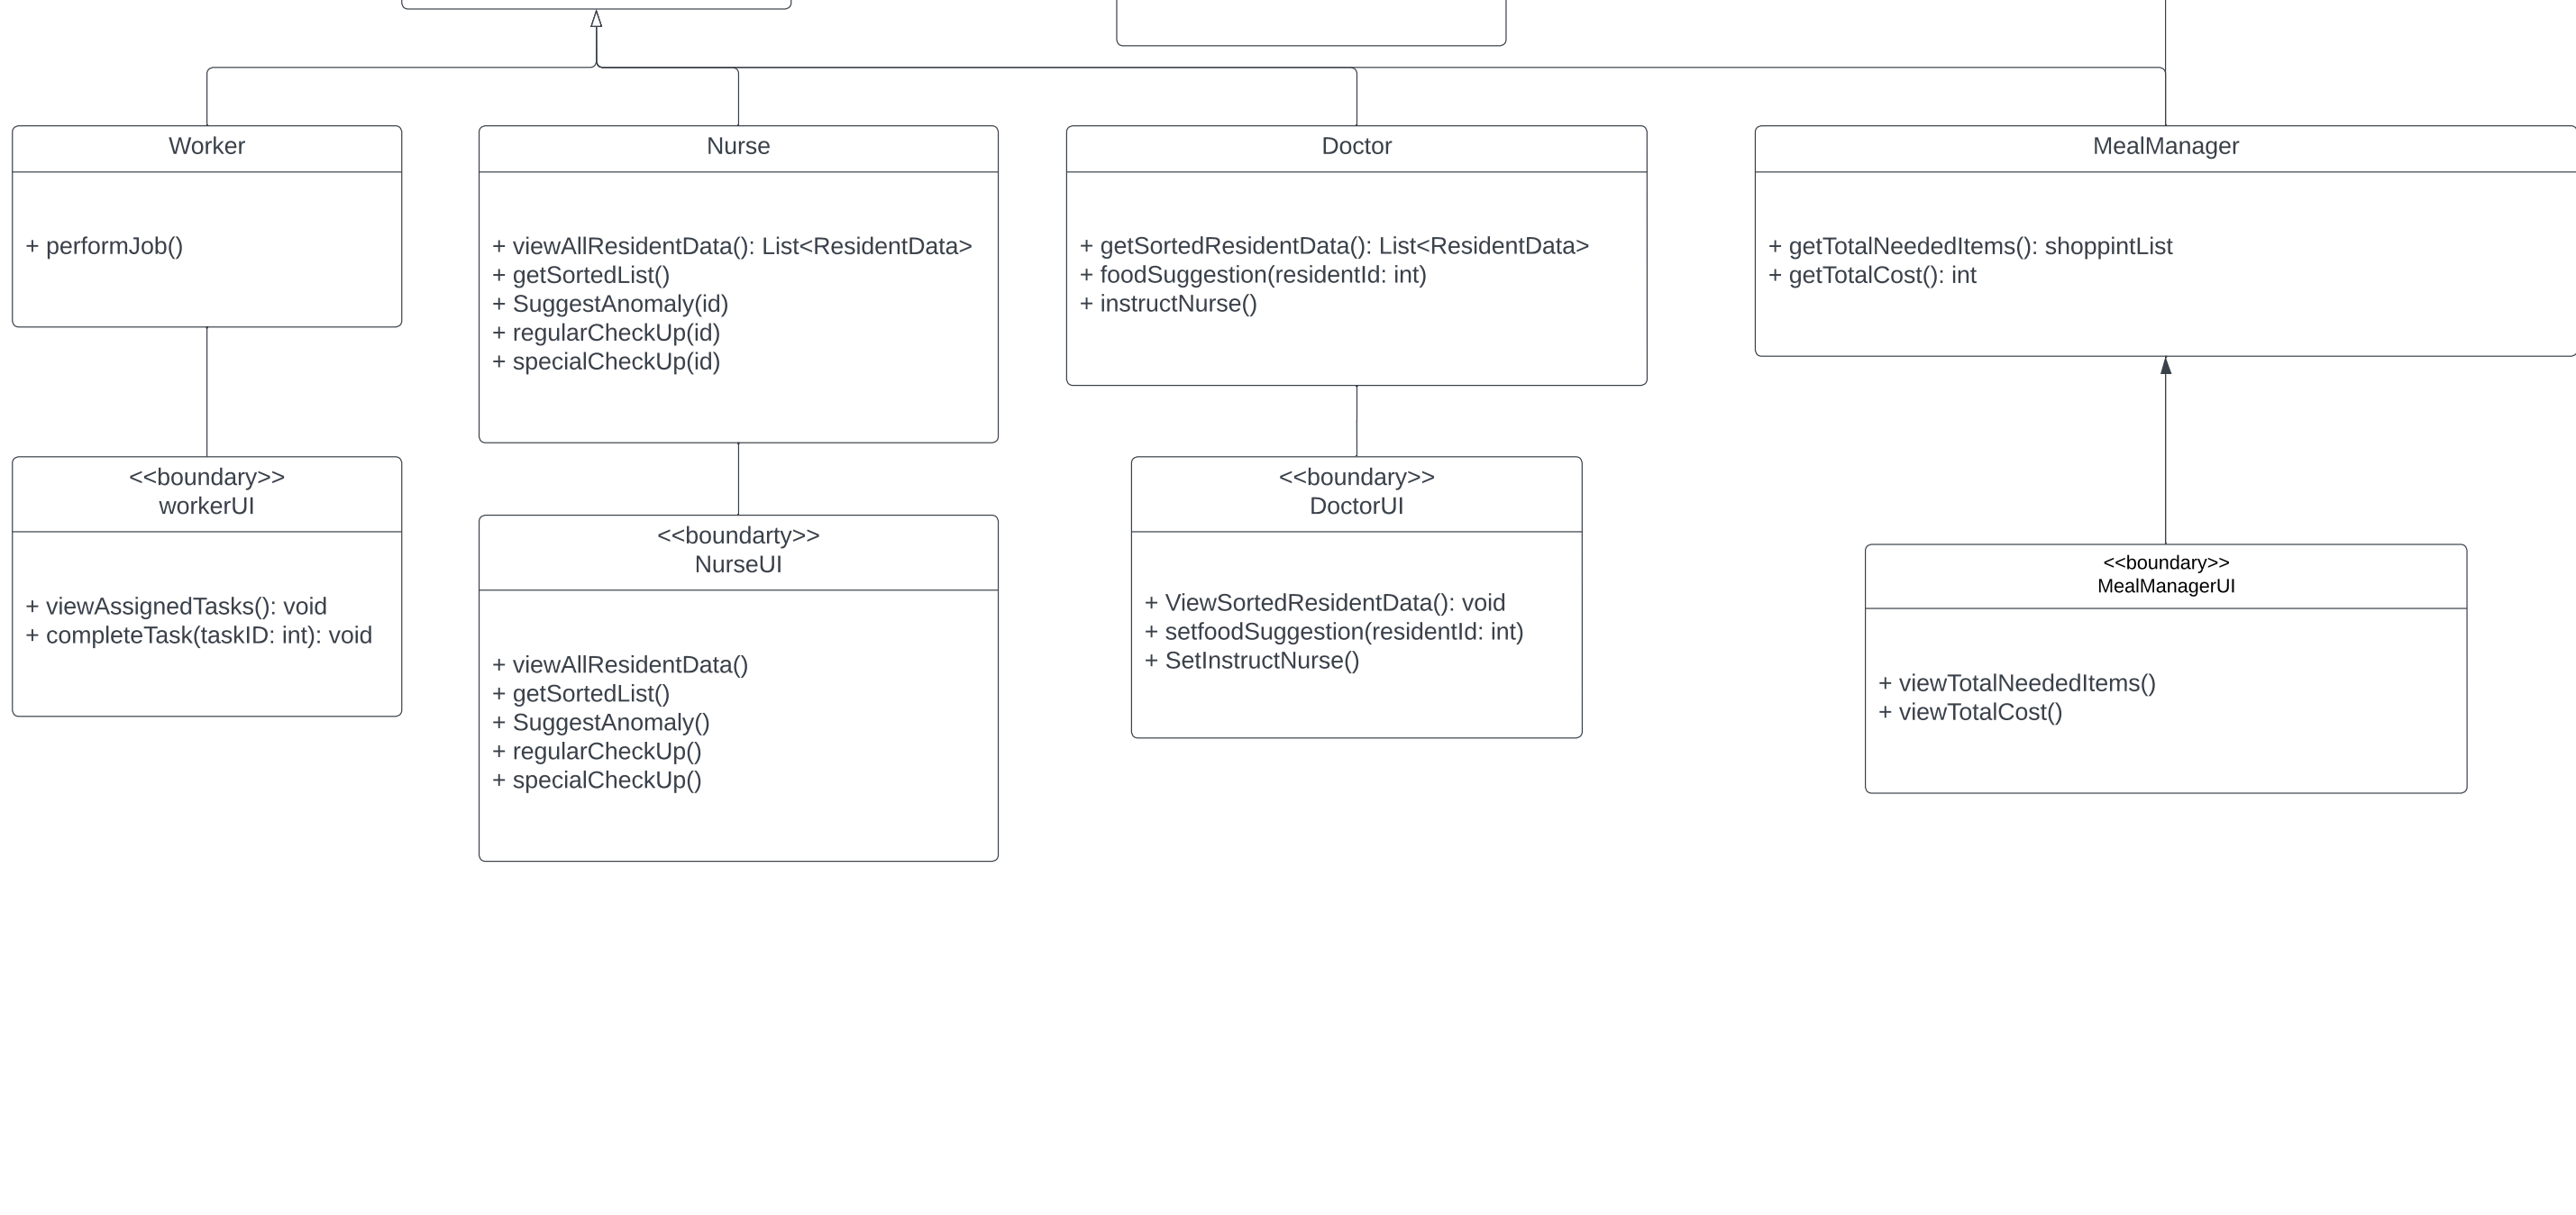 Worker
+ performJob()
Nurse
+ viewAllResidentData(): List<ResidentData>
+ getSortedList()
+ SuggestAnomaly(id)
+ regularCheckUp(id)
+ specialCheckUp(id)
Doctor
+ getSortedResidentData(): List<ResidentData>
+ foodSuggestion(residentId: int)
+ instructNurse()
MealManager
+ getTotalNeededItems(): shoppintList
+ getTotalCost(): int
<<boundary>>
workerUI
+ viewAssignedTasks(): void
+ completeTask(taskID: int): void
<<boundarty>>
NurseUI
+ viewAllResidentData()
+ getSortedList()
+ SuggestAnomaly()
+ regularCheckUp()
+ specialCheckUp()
<<boundary>>
DoctorUI
+ ViewSortedResidentData(): void
+ setfoodSuggestion(residentId: int)
+ SetInstructNurse()
<<boundary>>
MealManagerUI
+ viewTotalNeededItems()
+ viewTotalCost()